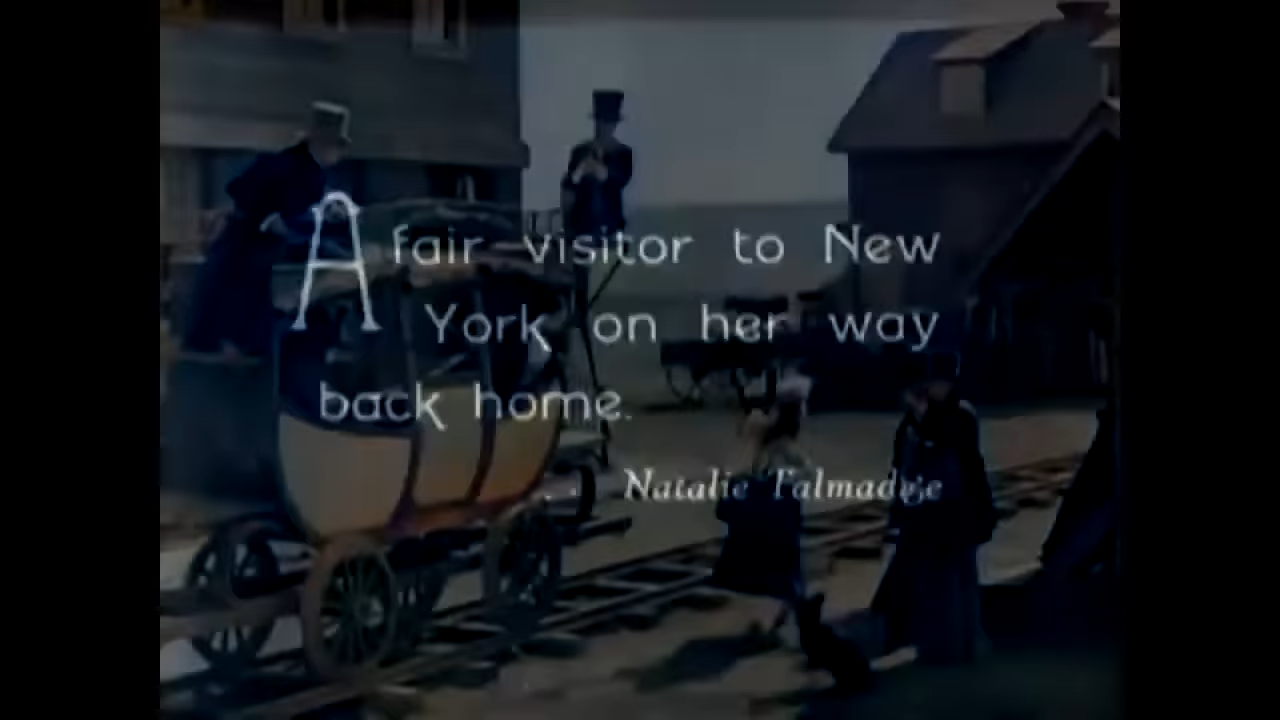 A fair visitor to New
York on her way
back home.
. . Natalie Talmadge